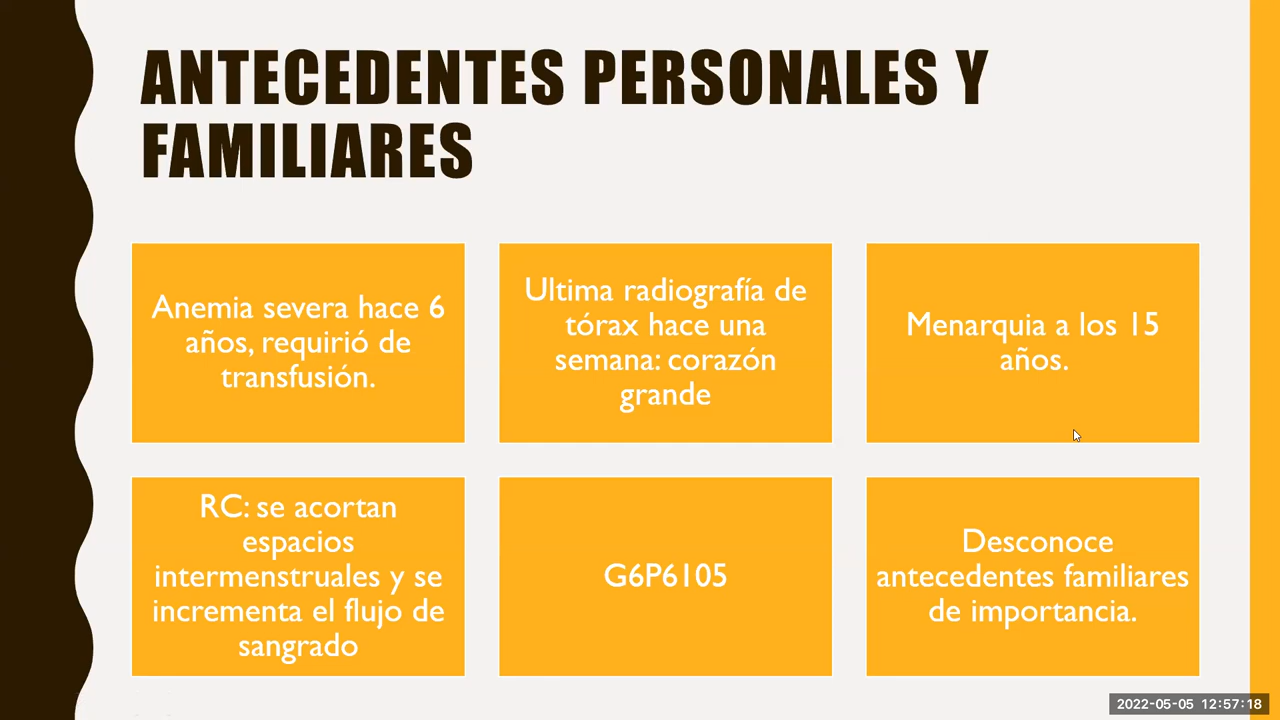 ANTECEDENTES PERSONALES Y
FAMILIARES
Anemia severa hace 6
años, requirió de
transfusión.
Ultima radiografía de
tórax hace una
semana: corazón
grande
Menarquia a los 15
años.
RC: se acortan
espacios
intermenstruales y se
incrementa el flujo de
sangrado
G6P6105
Desconoce
antecedentes familiares
de importancia.
2022-05-05 12:57:18